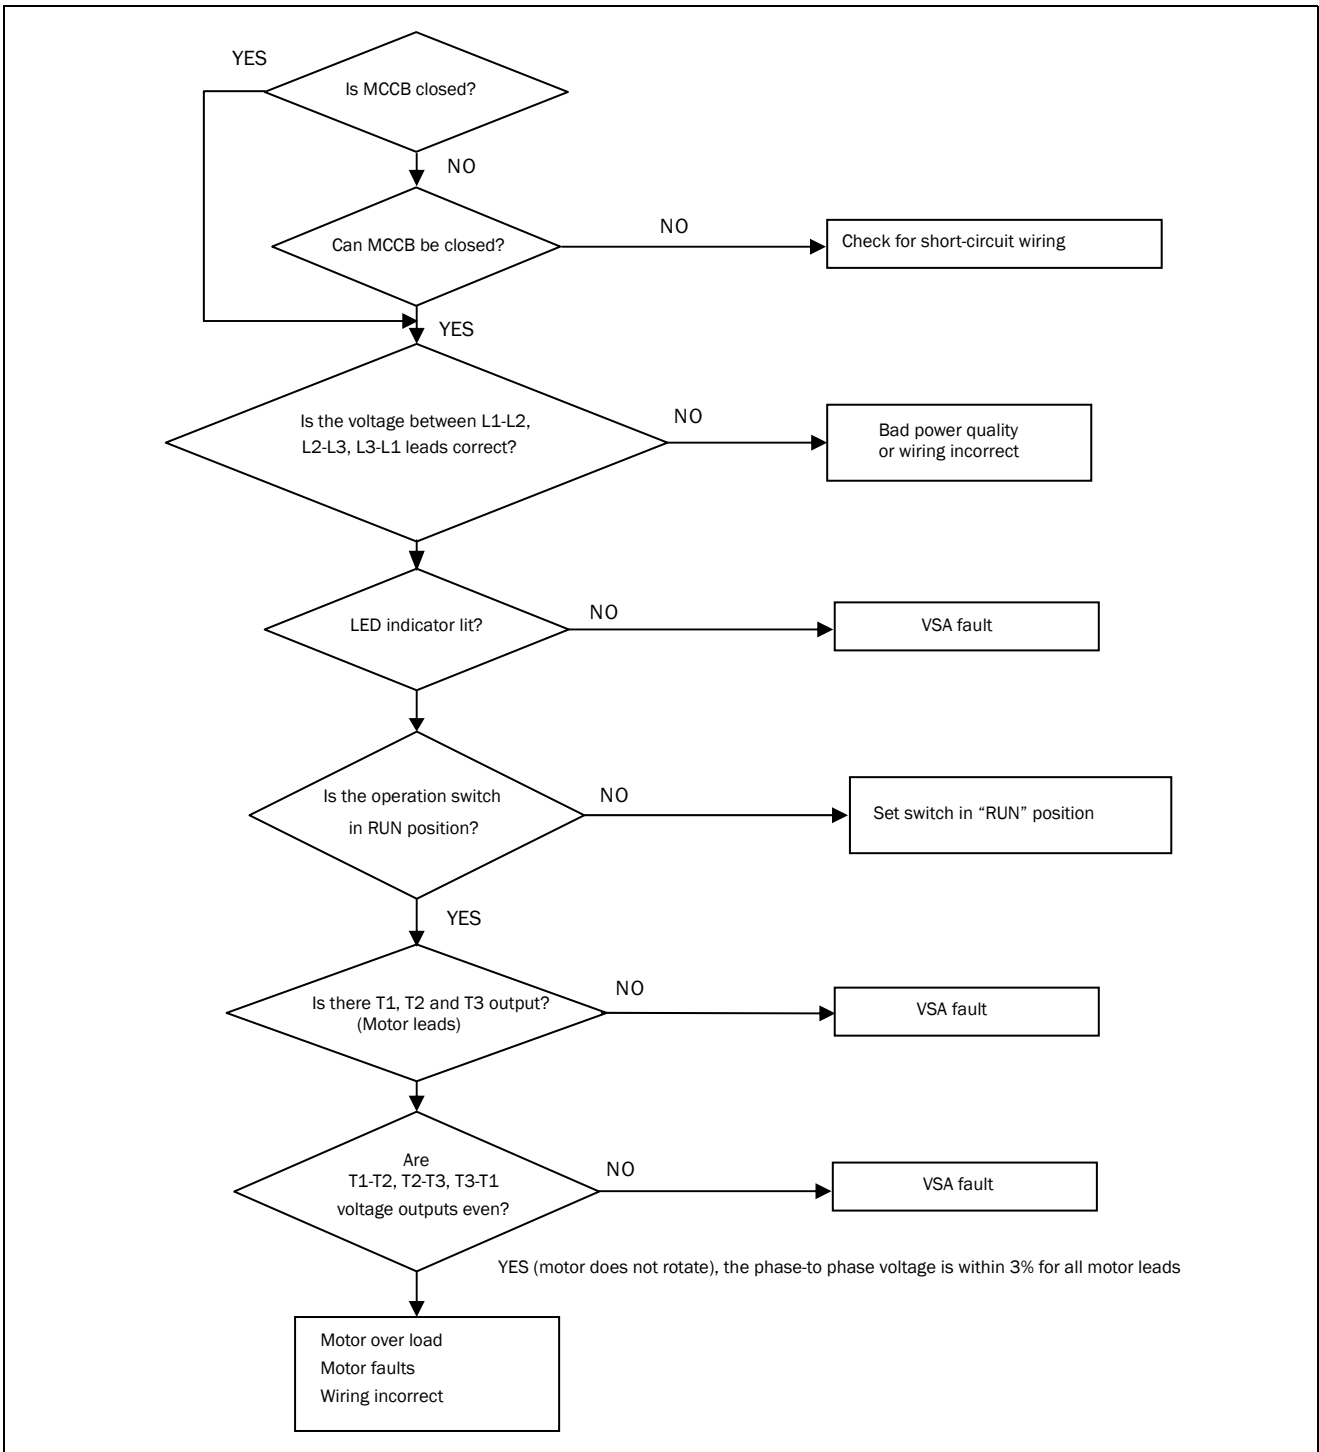 YES
Is MCCB closed?
NO
Can MCCB be closed?
NO
Check for short-circuit wiring
YES
Is the voltage between L1-L2,
L2-L3, L3-L1 leads correct?
NO
Bad power quality
or wiring incorrect
LED indicator lit?
NO
VSA fault
Is the operation switch
in RUN position?
NO
Set switch in “RUN” position
YES
Is there T1, T2 and T3 output?
(Motor leads)
NO
VSA fault
Are
T1-T2, T2-T3, T3-T1
voltage outputs even?
NO
VSA fault
YES (motor does not rotate), the phase-to phase voltage is within 3% for all motor leads
Motor over load
Motor faults
Wiring incorrect